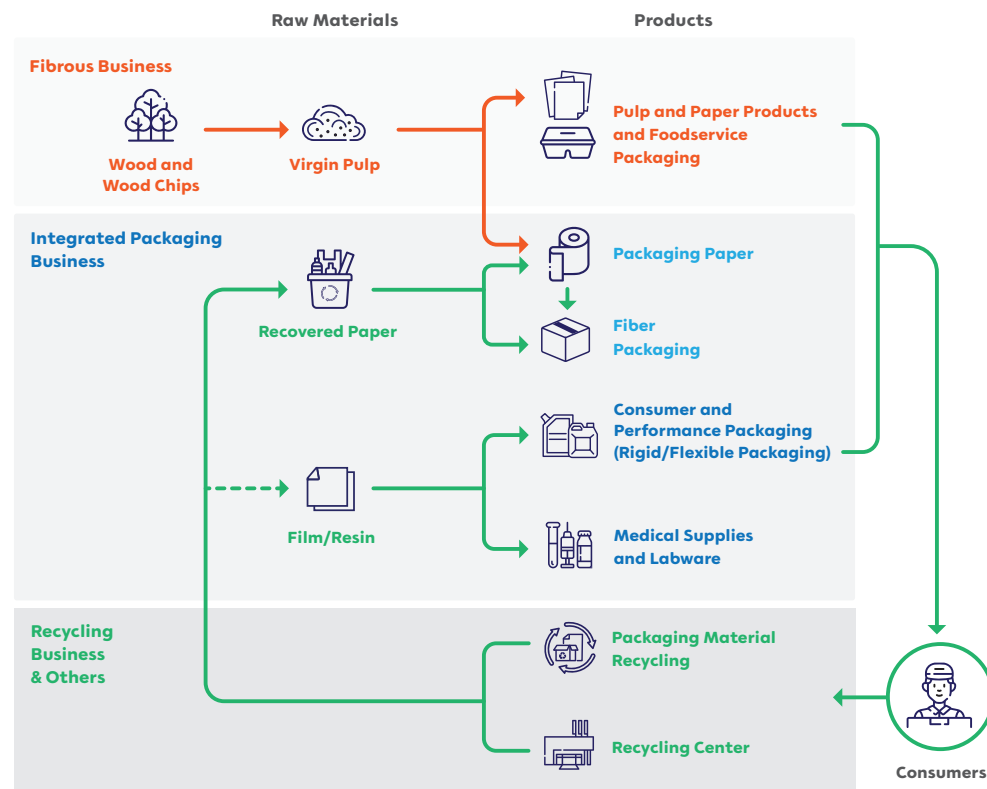 Raw Materials
Products
Fibrous Business
Wood and
Wood Chips
Virgin Pulp
Pulp and Paper Products
and Foodservice
Packaging
Integrated Packaging
Business
Recovered Paper
Packaging Paper
Fiber
Packaging
Film/Resin
Consumer and
Performance Packaging
(Rigid/Flexible Packaging)
Medical Supplies
and Labware
Recycling
Business
& Others
Packaging Material
Recycling
Recycling Center
Consumers